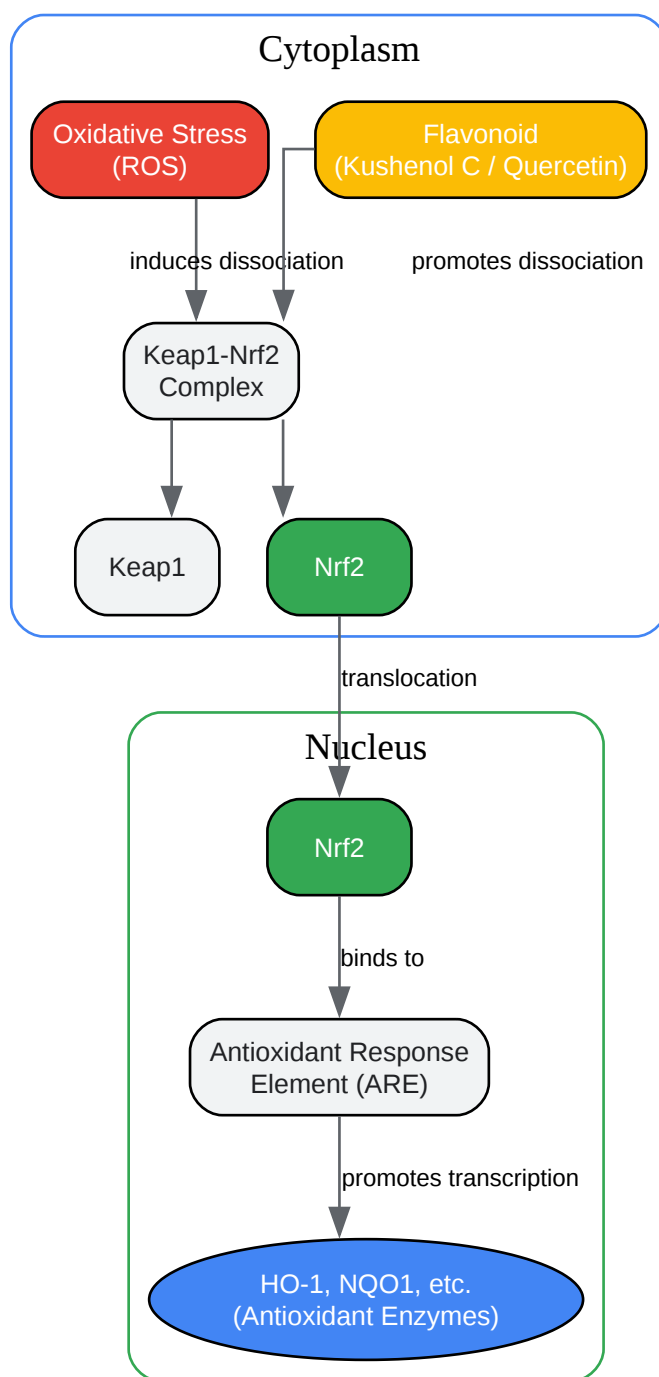 Cytoplasm
Oxidative Stress
(ROS)
Flavonoid
(Kushenol C / Quercetin)
induces dissociation
promotes dissociation
Keap1-Nrf2
Complex
Keap1
Nrf2
translocation
Nucleus
Nrf2
binds to
Antioxidant Response
Element (ARE)
promotes transcription
HO-1, NQO1, etc.
(Antioxidant Enzymes)